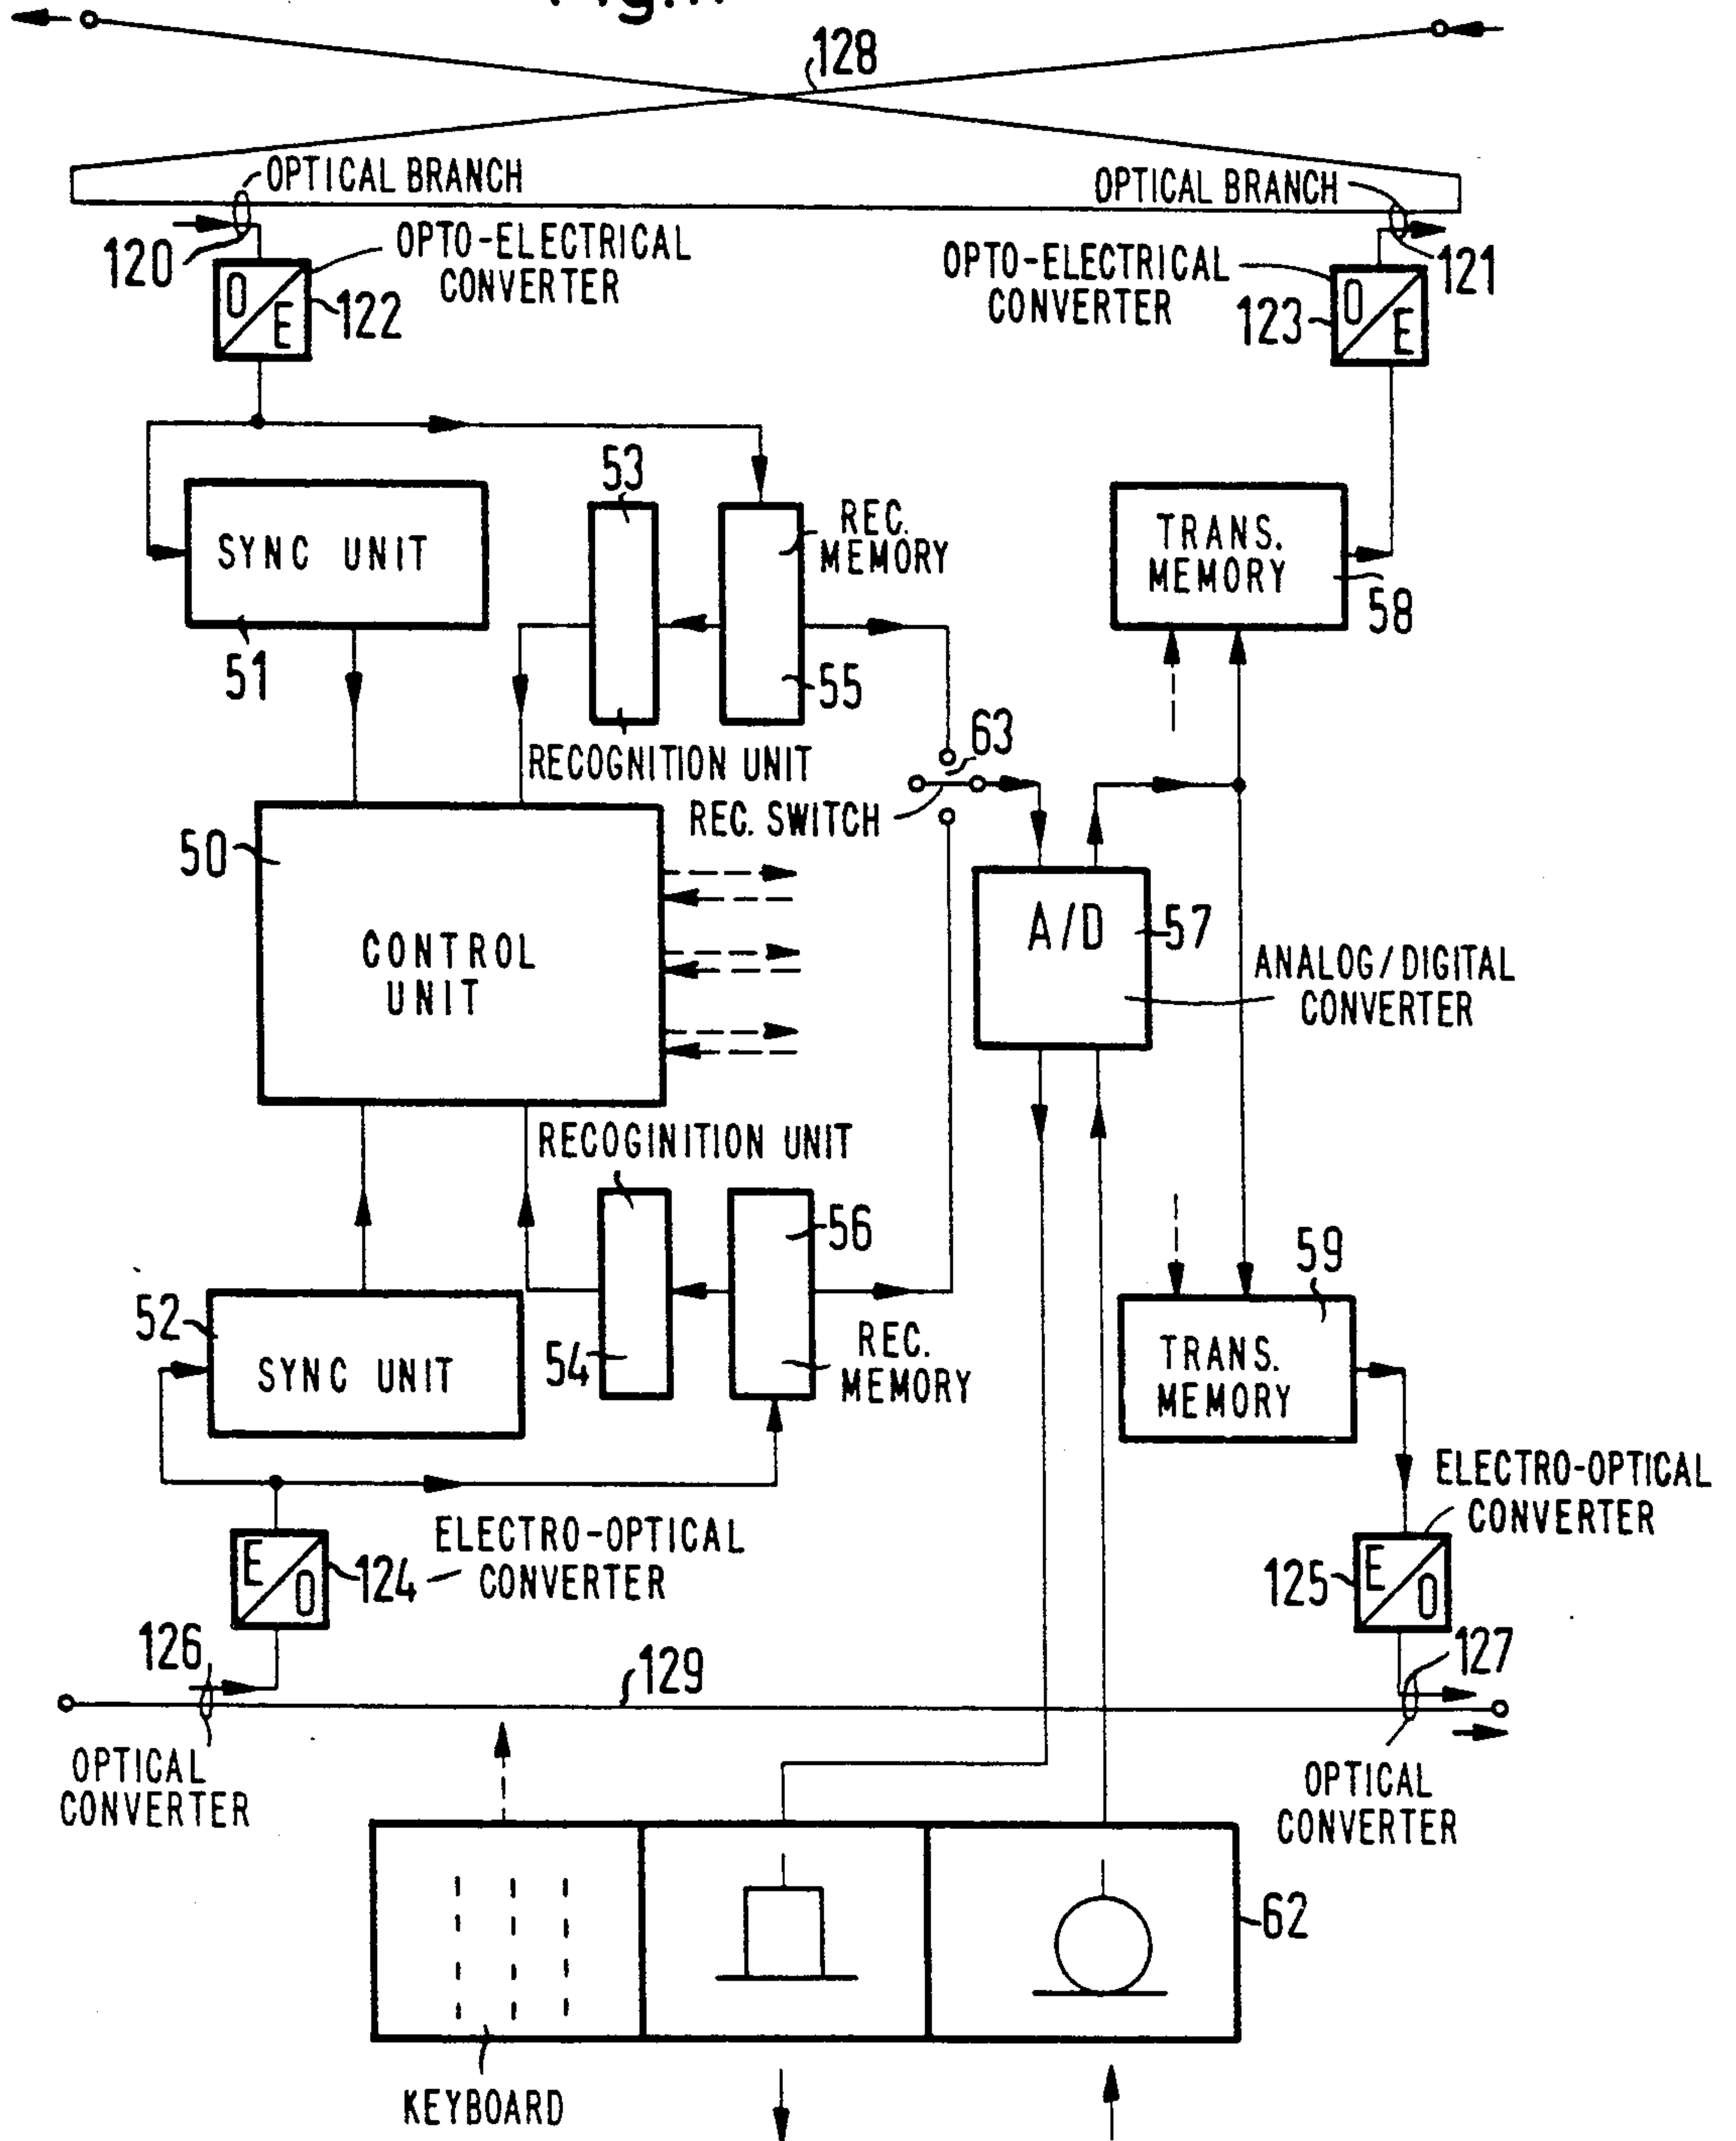 128
OPTICAL BRANCH
OPTICAL BRANCH
120
OPTO-ELECTRICAL
CONVERTER
OPTO-ELECTRICAL
CONVERTER
121
O
E
122
123
O
E
53
SYNC UNIT
REC.
MEMORY
TRANS.
MEMORY
58
51
55
RECOGNITION UNIT
63
REC. SWITCH
50
CONTROL
UNIT
A/D
57
ANALOG/DIGITAL
CONVERTER
RECOGINITION UNIT
56
59
52
SYNC UNIT
54
REC.
MEMORY
TRANS.
MEMORY
ELECTRO-OPTICAL
CONVERTER
E
O
124
ELECTRO-OPTICAL
CONVERTER
125
E
O
126
129
127
OPTICAL
CONVERTER
OPTICAL
CONVERTER
62
KEYBOARD